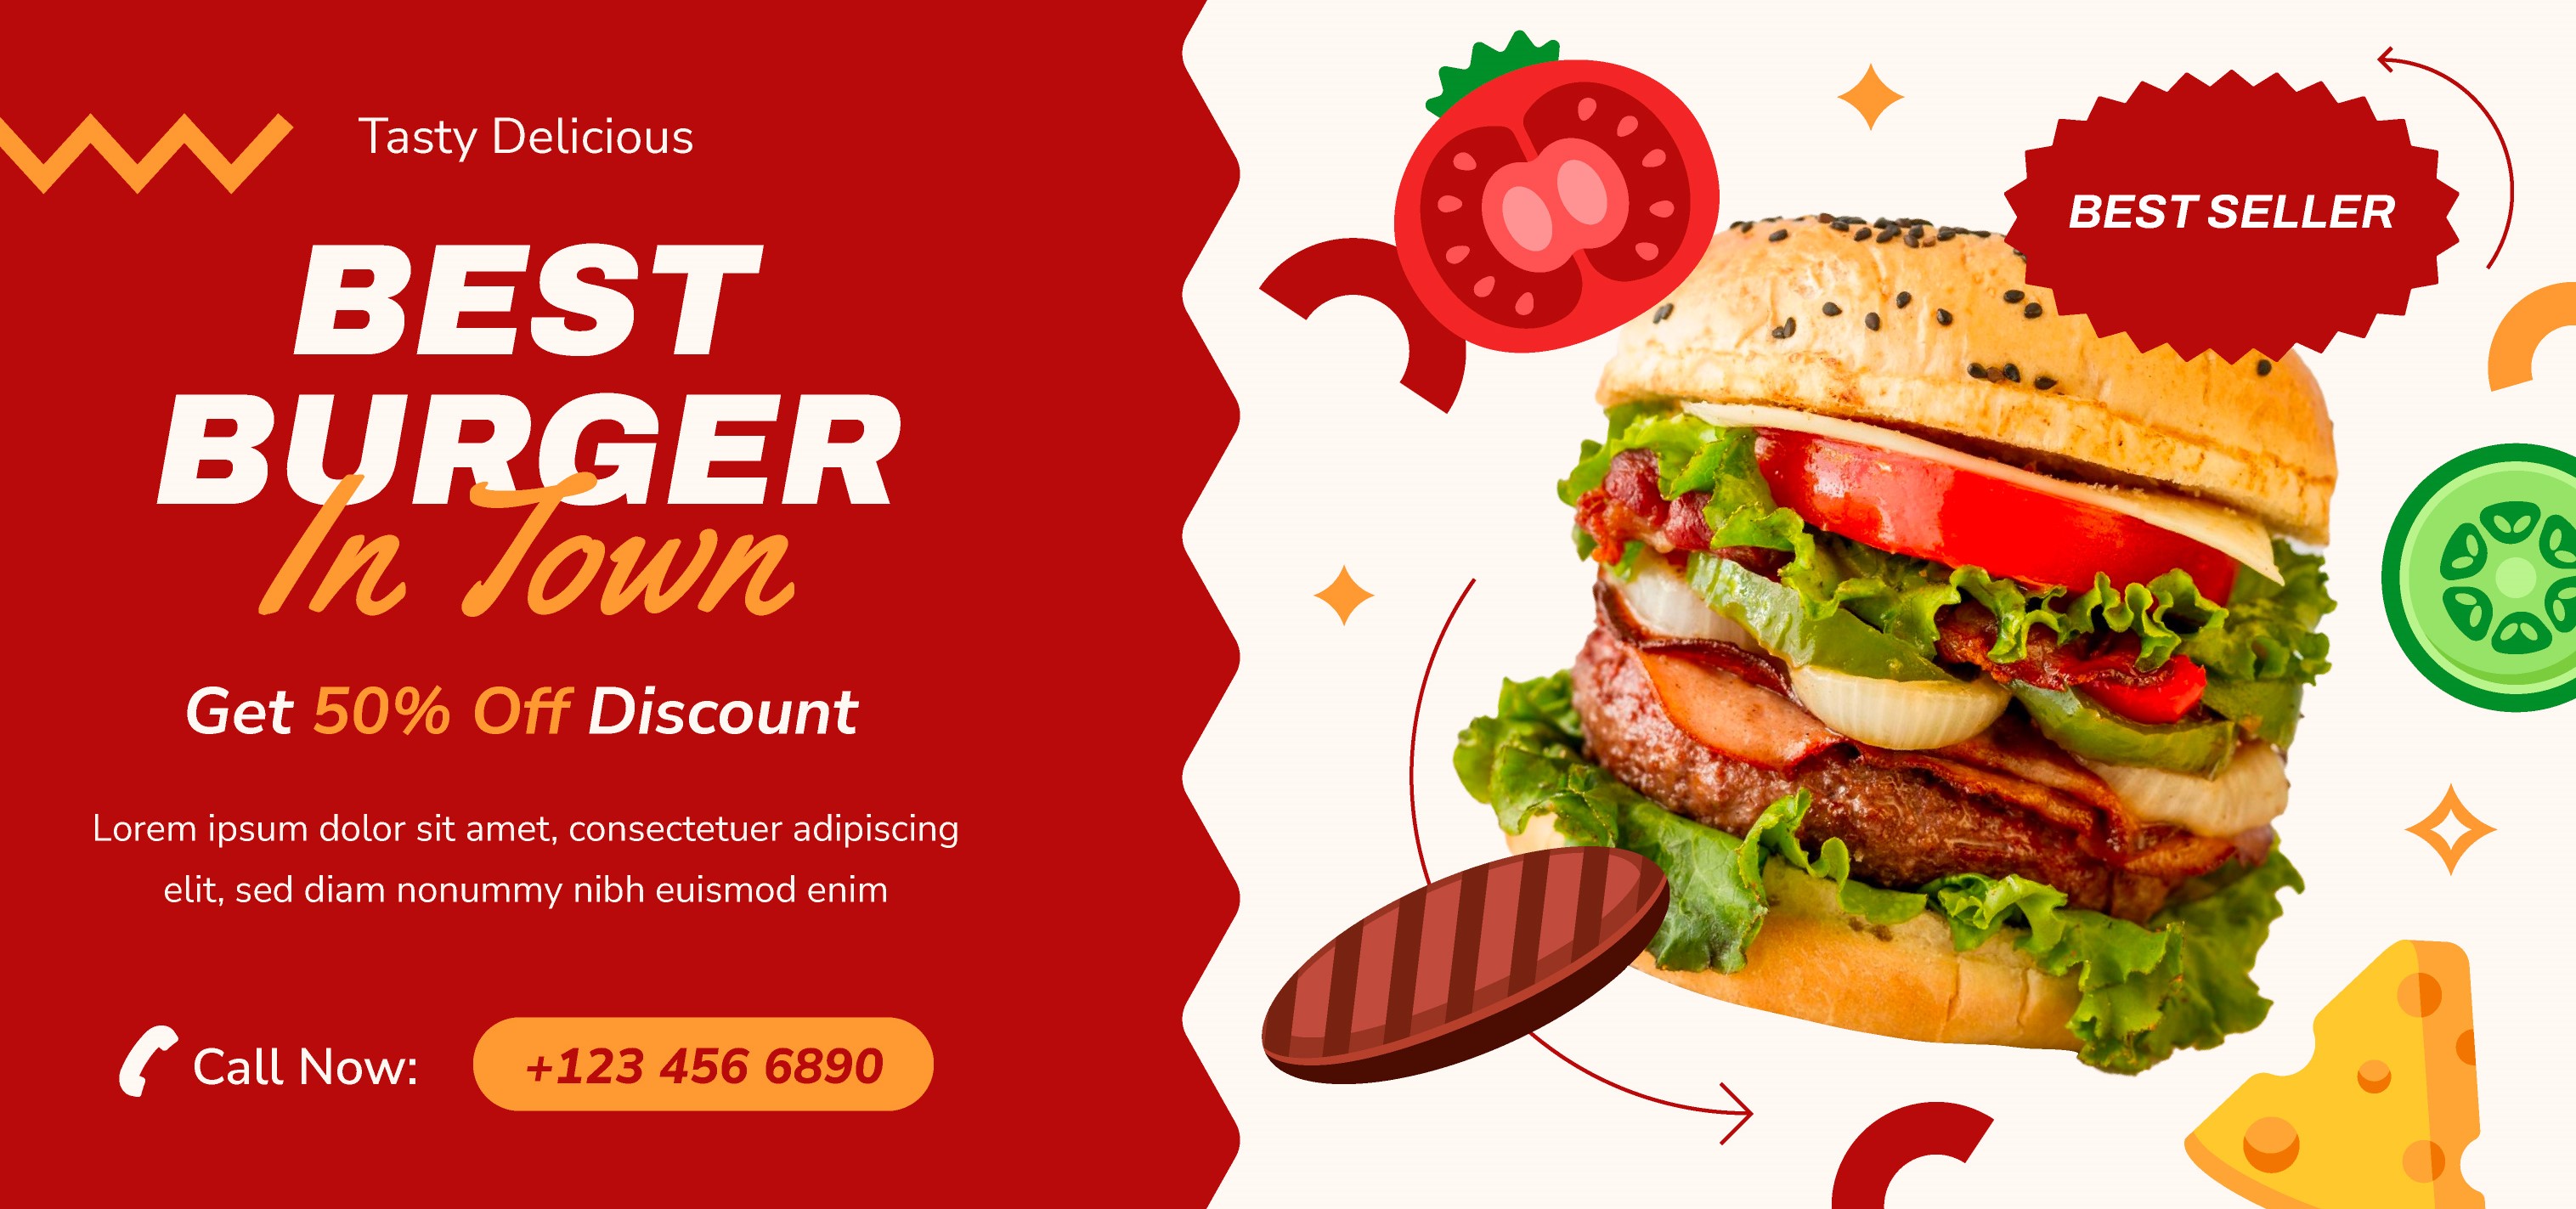 Tasty Delicious
BEST
BURGER
In Town
Get 50% Off Discount
Lorem ipsum dolor sit amet, consectetuer adipiscing
elit, sed diam nonummy nibh euismod enim
Call Now: +123 456 6890
BEST SELLER